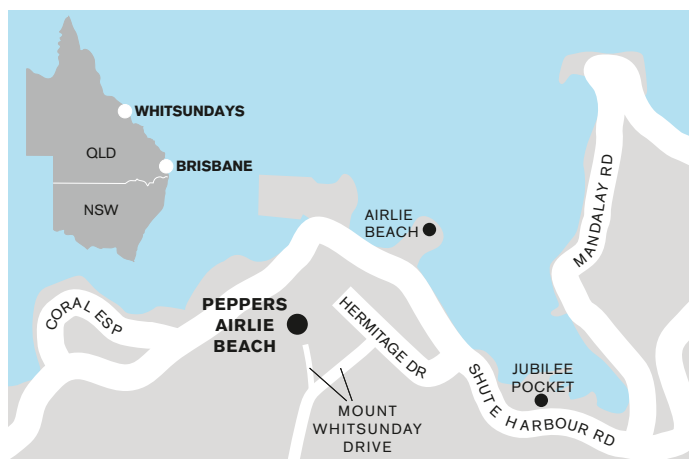 WHITSUNDAYS
QLD
BRISBANE
NSW
AIRLIE
BEACH
MANDALAY RD
CORAL ESP
PEPPERS
AIRLIE
BEACH
HERMITAGE DR
JUBILEE
POCKET
SHUTE HARBOUR RD
MOUNT
WHITSUNDAY
DRIVE